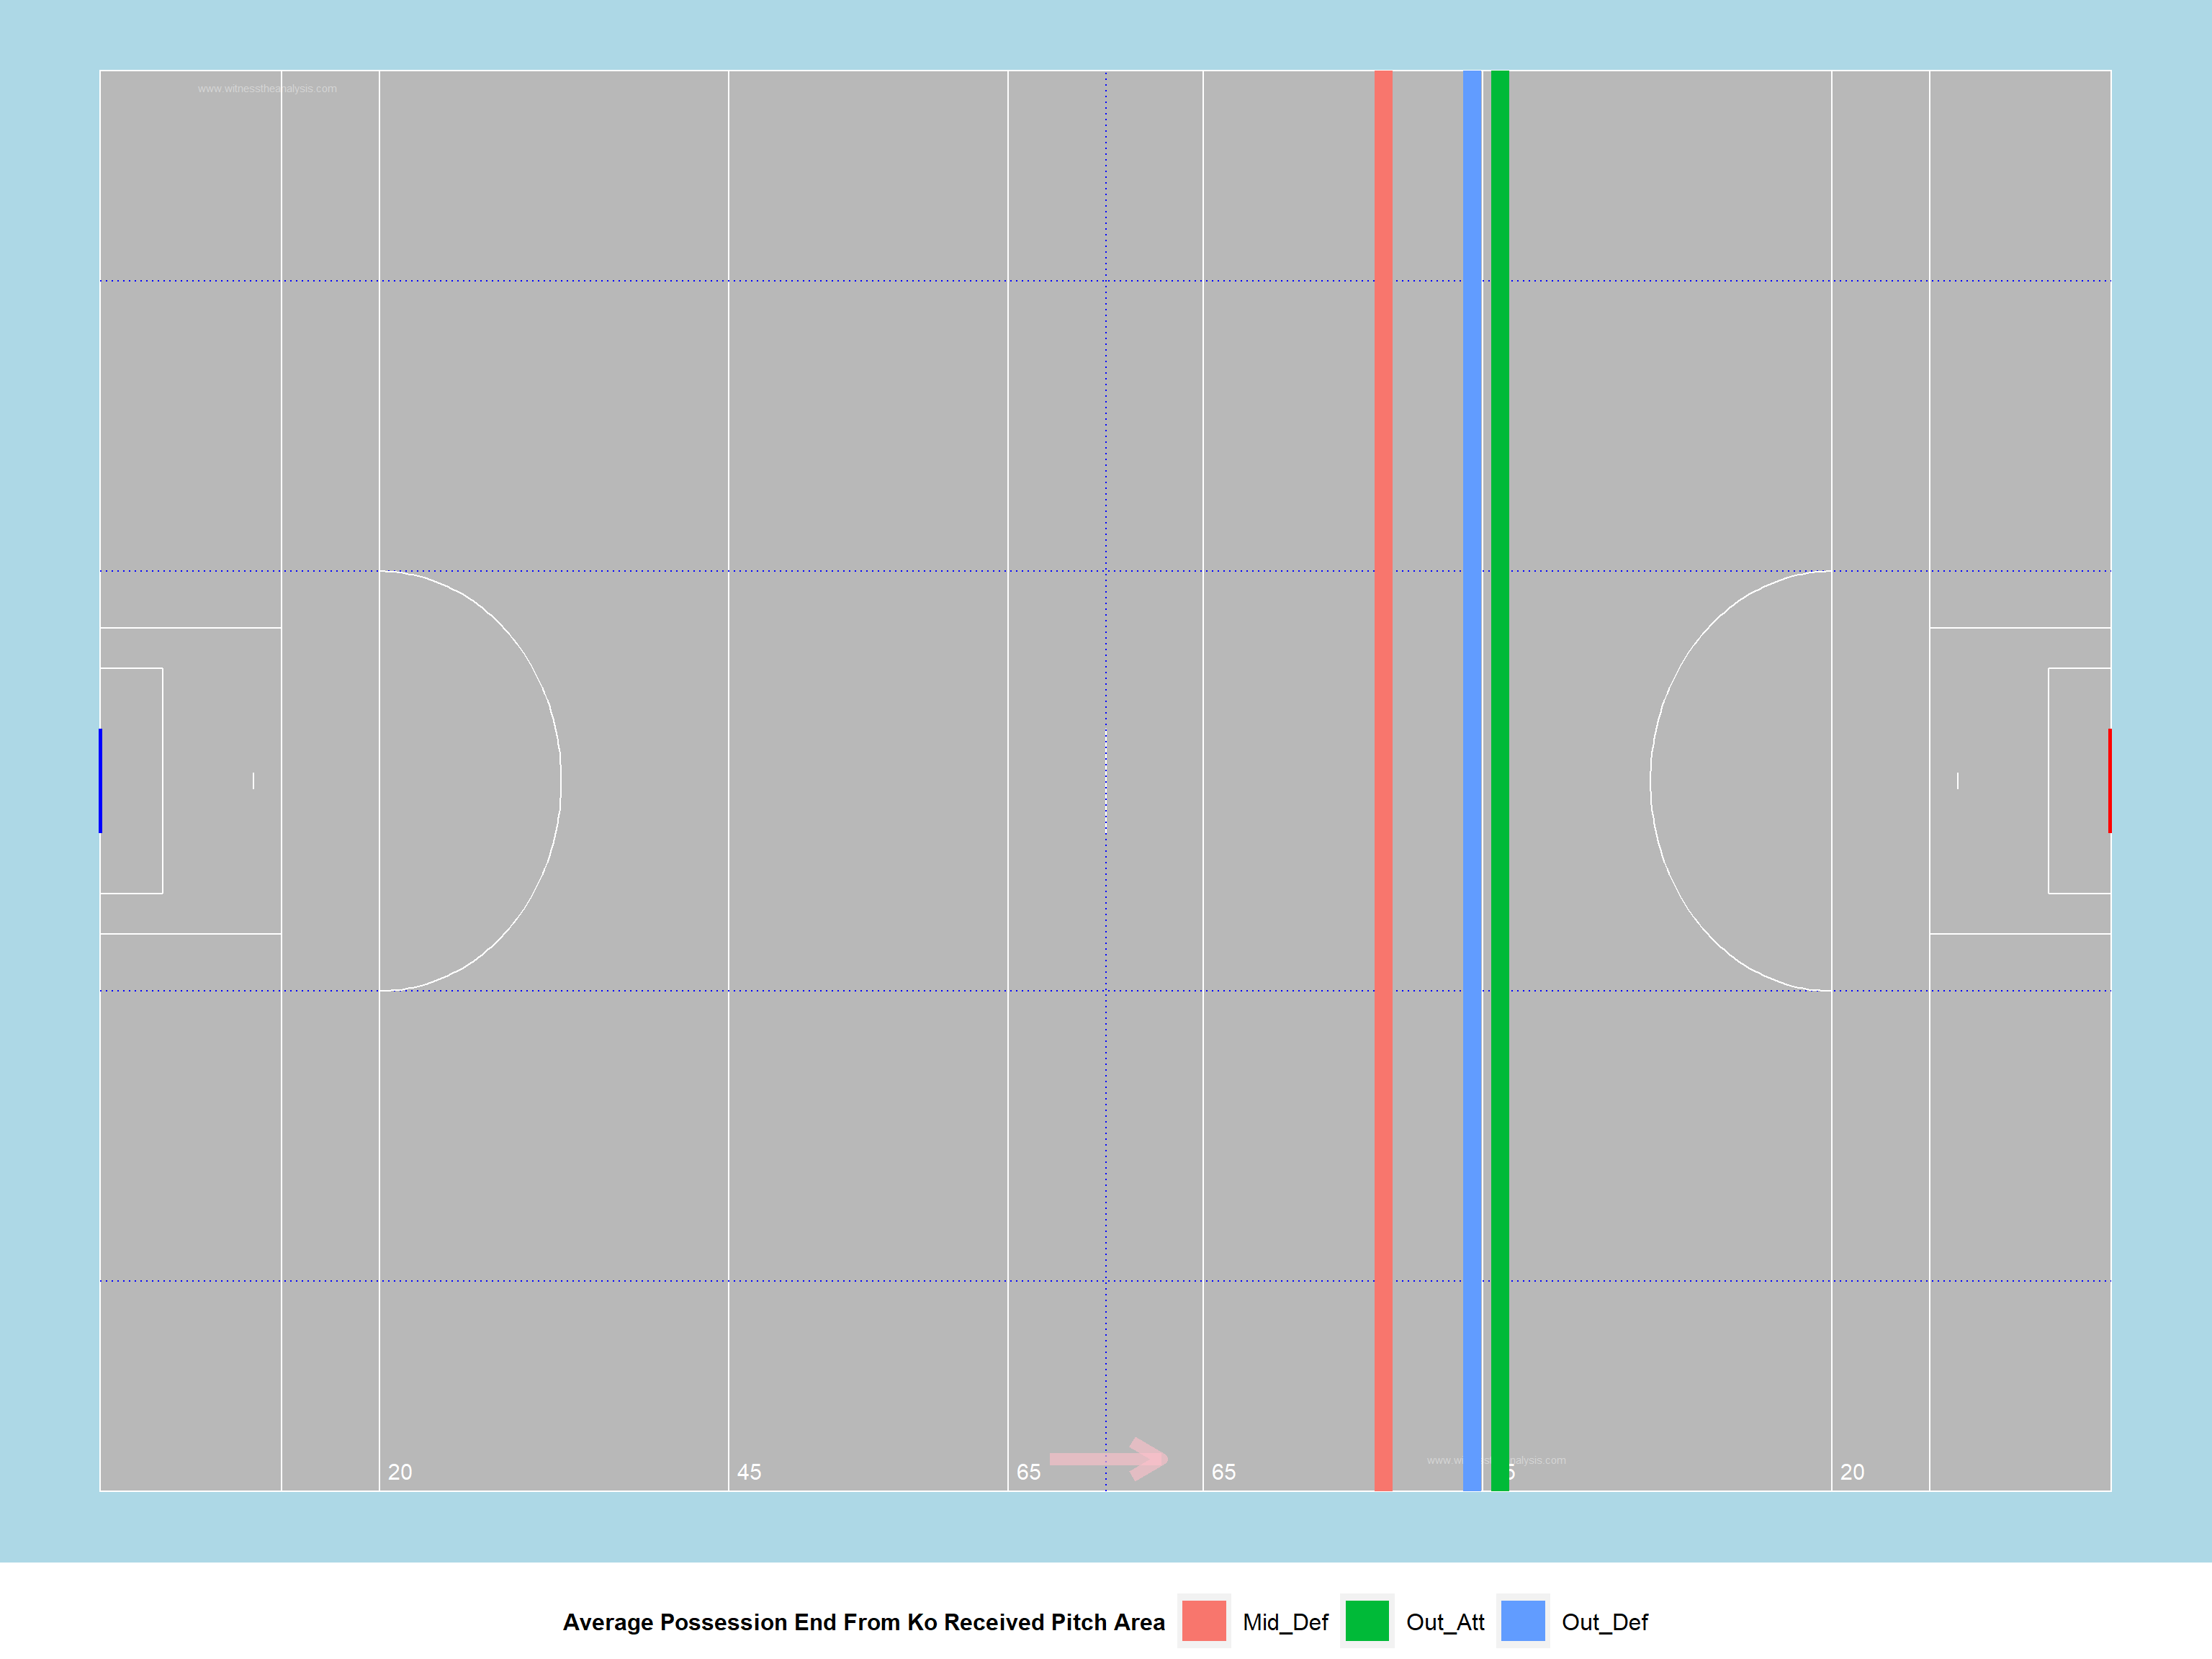 www.witnesstheanalysis.com
20 45 65 65 20
Average Possession End From Ko Received Pitch Area Mid_Def Out_Att Out_Def